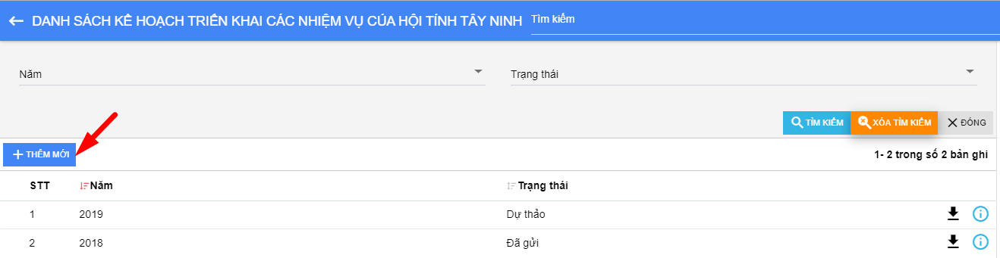 DANH SÁCH KẾ HOẠCH TRIỂN KHAI CÁC NHIỆM VỤ CỦA HỘI TỈNH TÂY NINH Tìm kiếm
Năm Trạng thái
TÌM KIẾM XÓA TÌM KIẾM ĐÓNG
THÊM MỚI 1- 2 trong số 2 bản ghi
STT Năm Trạng thái
1 2019 Dự thảo
2 2018 Đã gửi